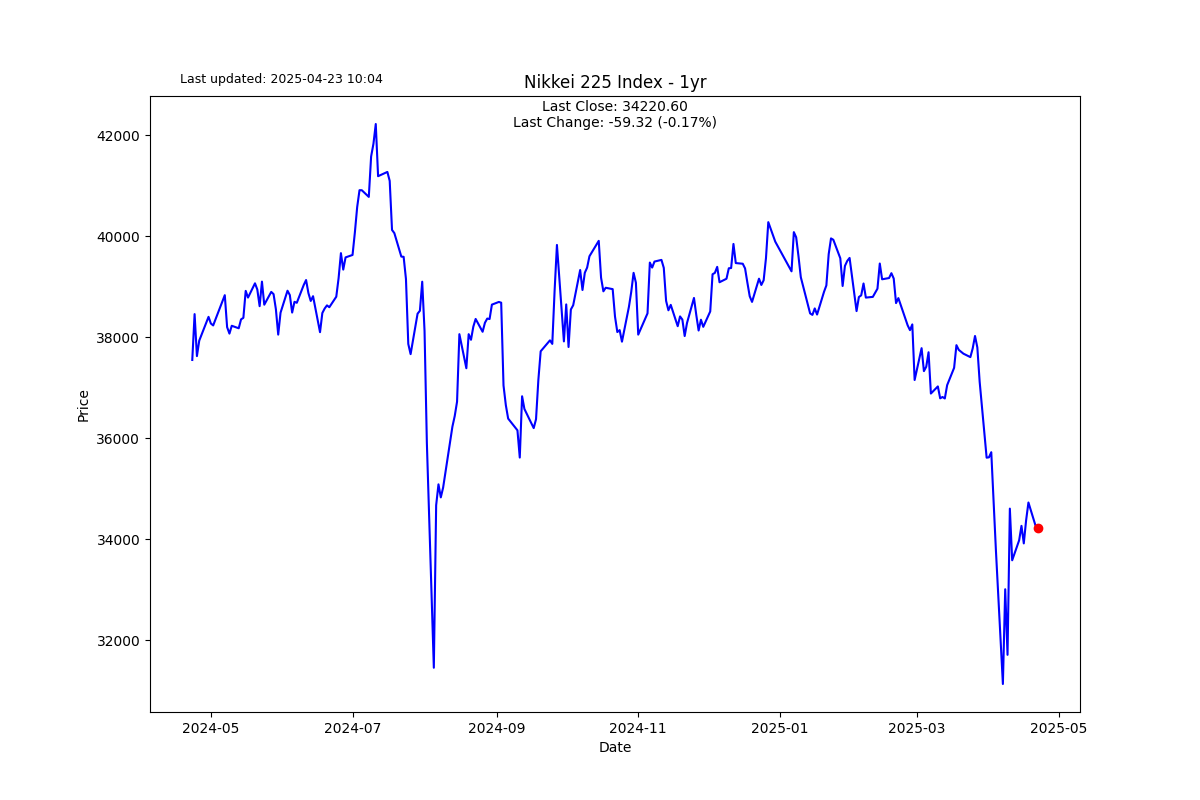 Last updated: 2025-04-23 10:04
Nikkei 225 Index - 1yr
Last Close: 34220.60
Last Change: -59.32 (-0.17%)
42000
40000
38000
36000
34000
32000
Price
2024-05
2024-07
2024-09
2024-11
2025-01
2025-03
2025-05
Date